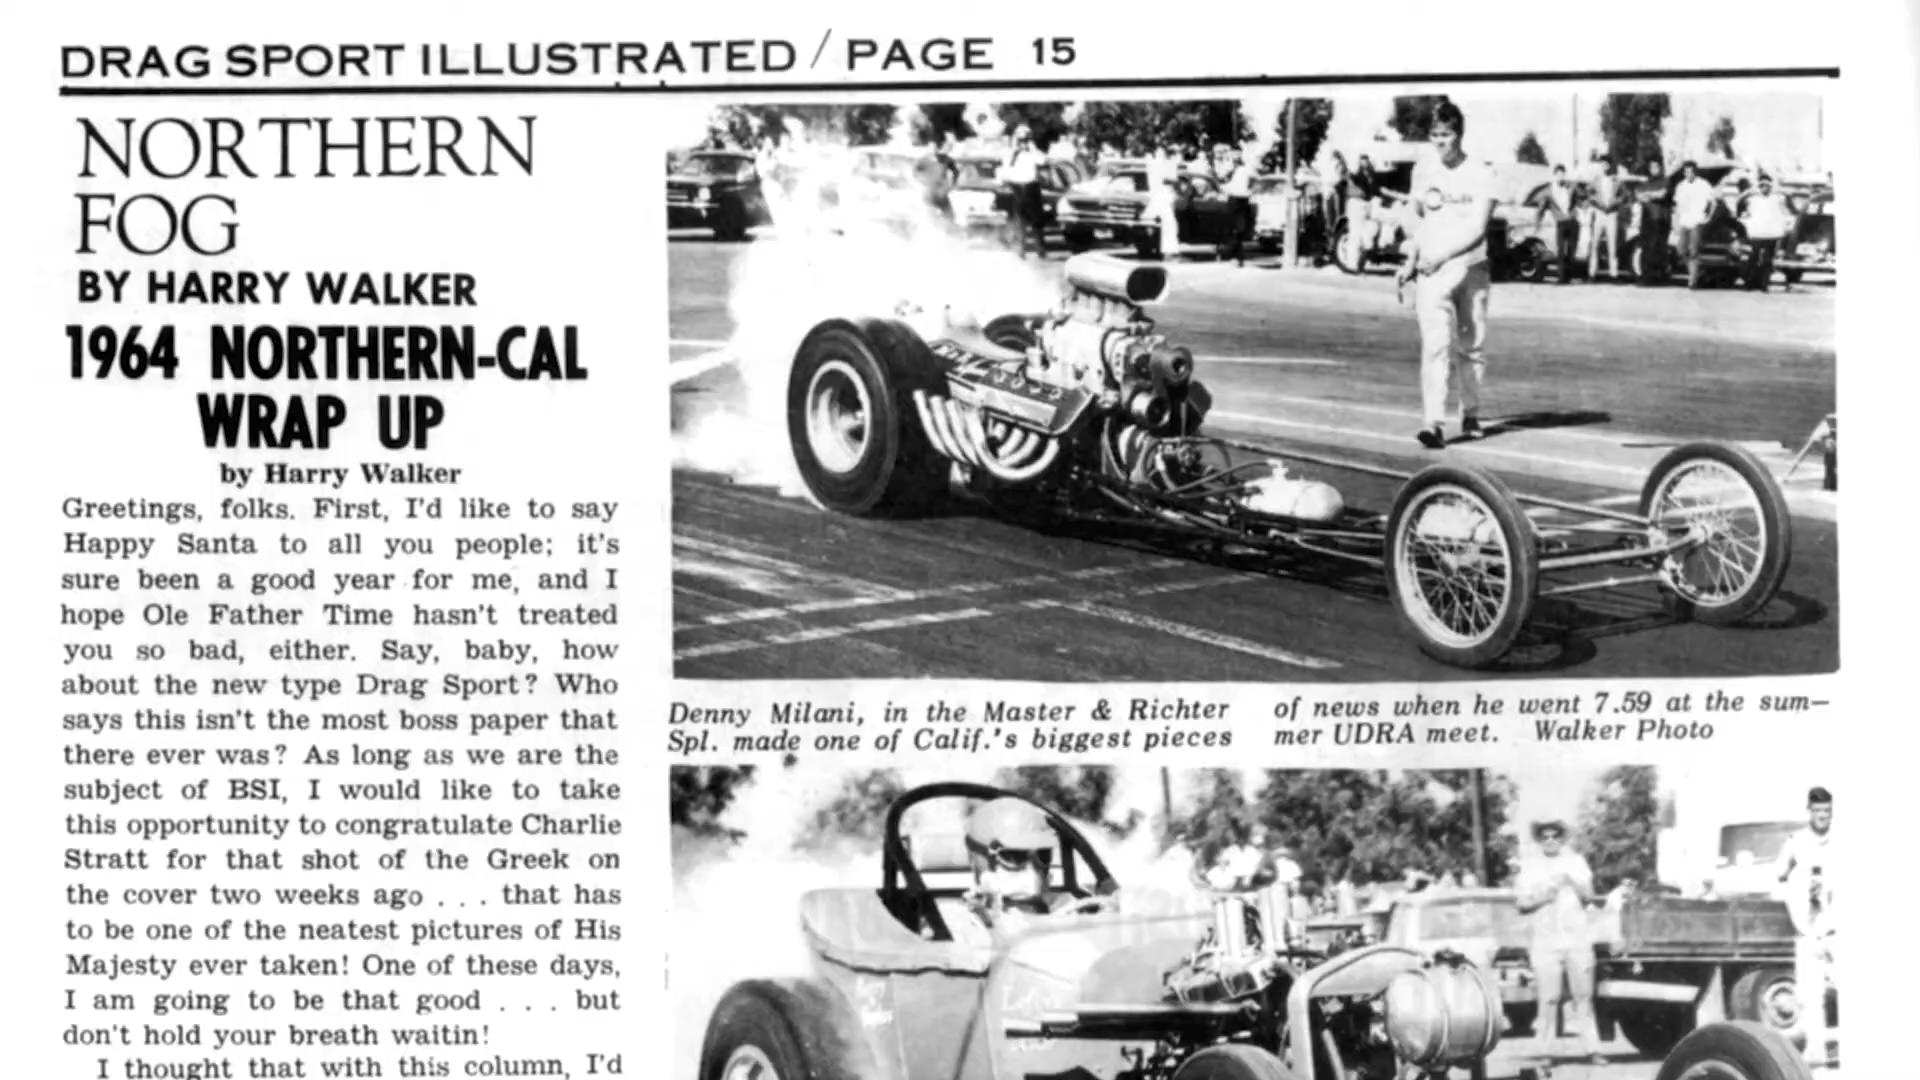 DRAG SPORT ILLUSTRATED / PAGE 15
NORTHERN
FOG
BY HARRY WALKER
1964 NORTHERN-CAL
WRAP UP
by Harry Walker
Greetings, folks. First, I'd like to say
Happy Santa to all you people; it's
sure been a good year for me, and I
hope Ole Father Time hasn't treated
you so bad, either. Say, baby, how
about the new type Drag Sport? Who
says this isn't the most boss paper that
there ever was? As long as we are the
subject of BSI, I would like to take
this opportunity to congratulate Charlie
Stratt for that shot of the Greek on
the cover two weeks ago . . . that has
to be one of the neatest pictures of His
Majesty ever taken! One of these days,
I am going to be that good . . . but
don't hold your breath waitin!
I thought that with this column, I'd
Denny Milani, in the Master & Richter
Spl. made one of Calif.'s biggest pieces
of news when he went 7.59 at the sum-
mer UDRA meet. Walker Photo